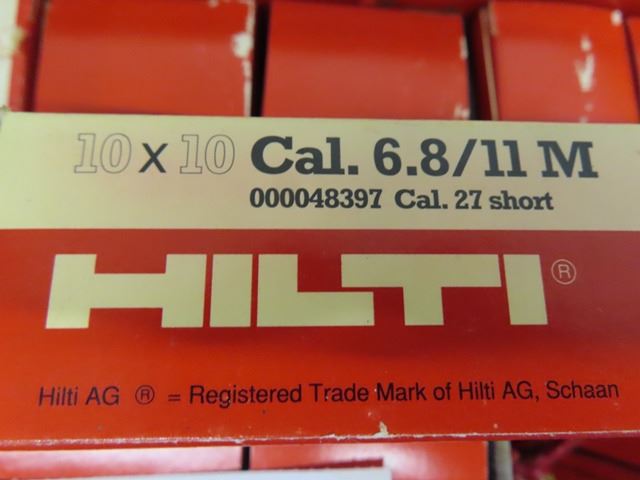 10 x 10 Cal. 6.8/11 M
000048397 Cal. 27 short
HILTI ®
Hilti AG ® = Registered Trade Mark of Hilti AG, Schaan